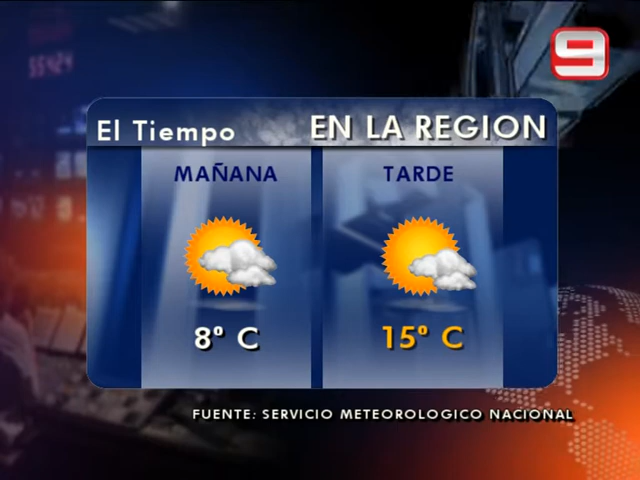 9
El Tiempo EN LA REGION
MAÑANA TARDE
8º C 15º C
FUENTE: SERVICIO METEOROLOGICO NACIONAL